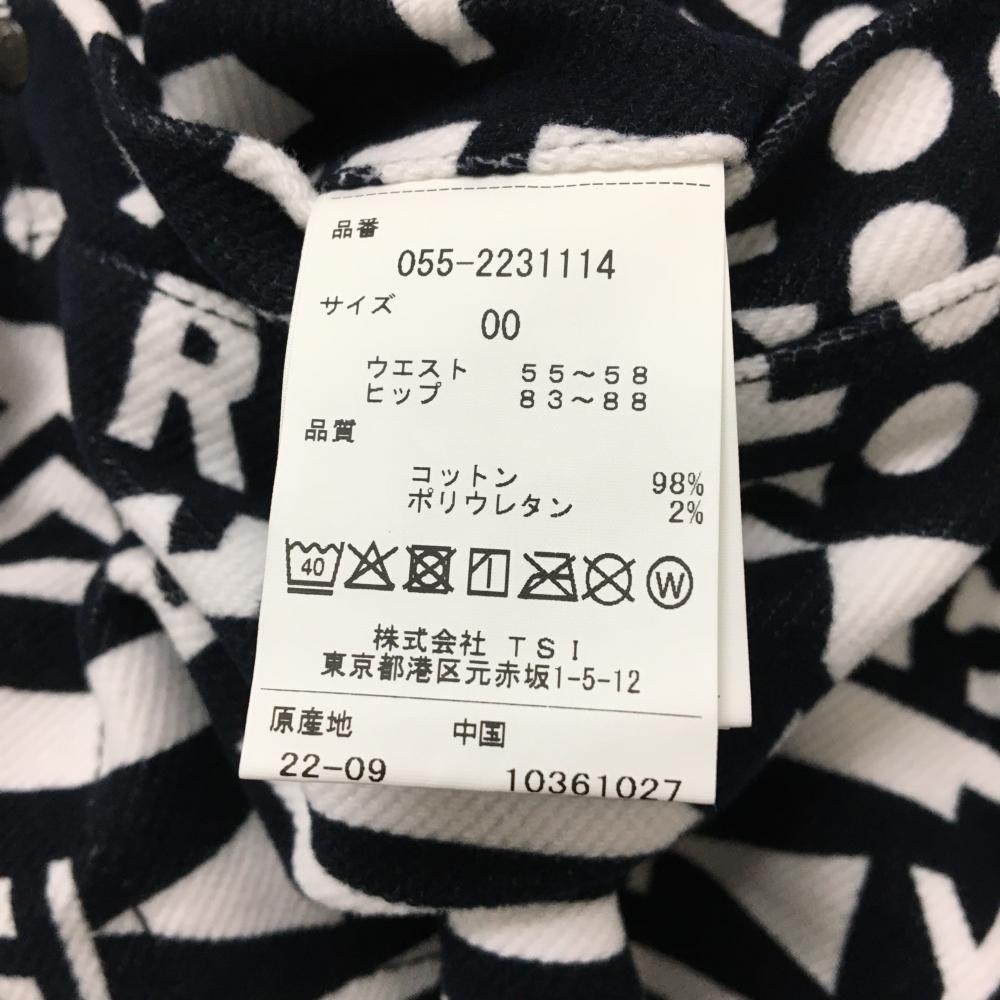 品番
055-2231114
サイズ
00
ウエスト 55～58
ヒップ 83～88
品質
コットン 98%
ポリウレタン 2%
40 W
株式会社 TSI
東京都港区元赤坂1-5-12
原産地 中国
22-09 10361027
R